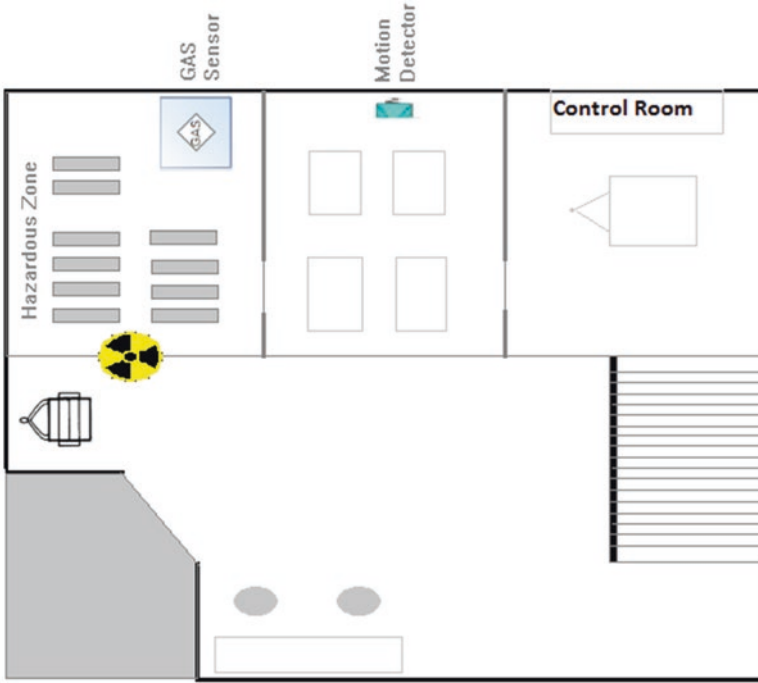 GAS
Sensor
Motion
Detector
Control Room
GAS
Hazardous Zone